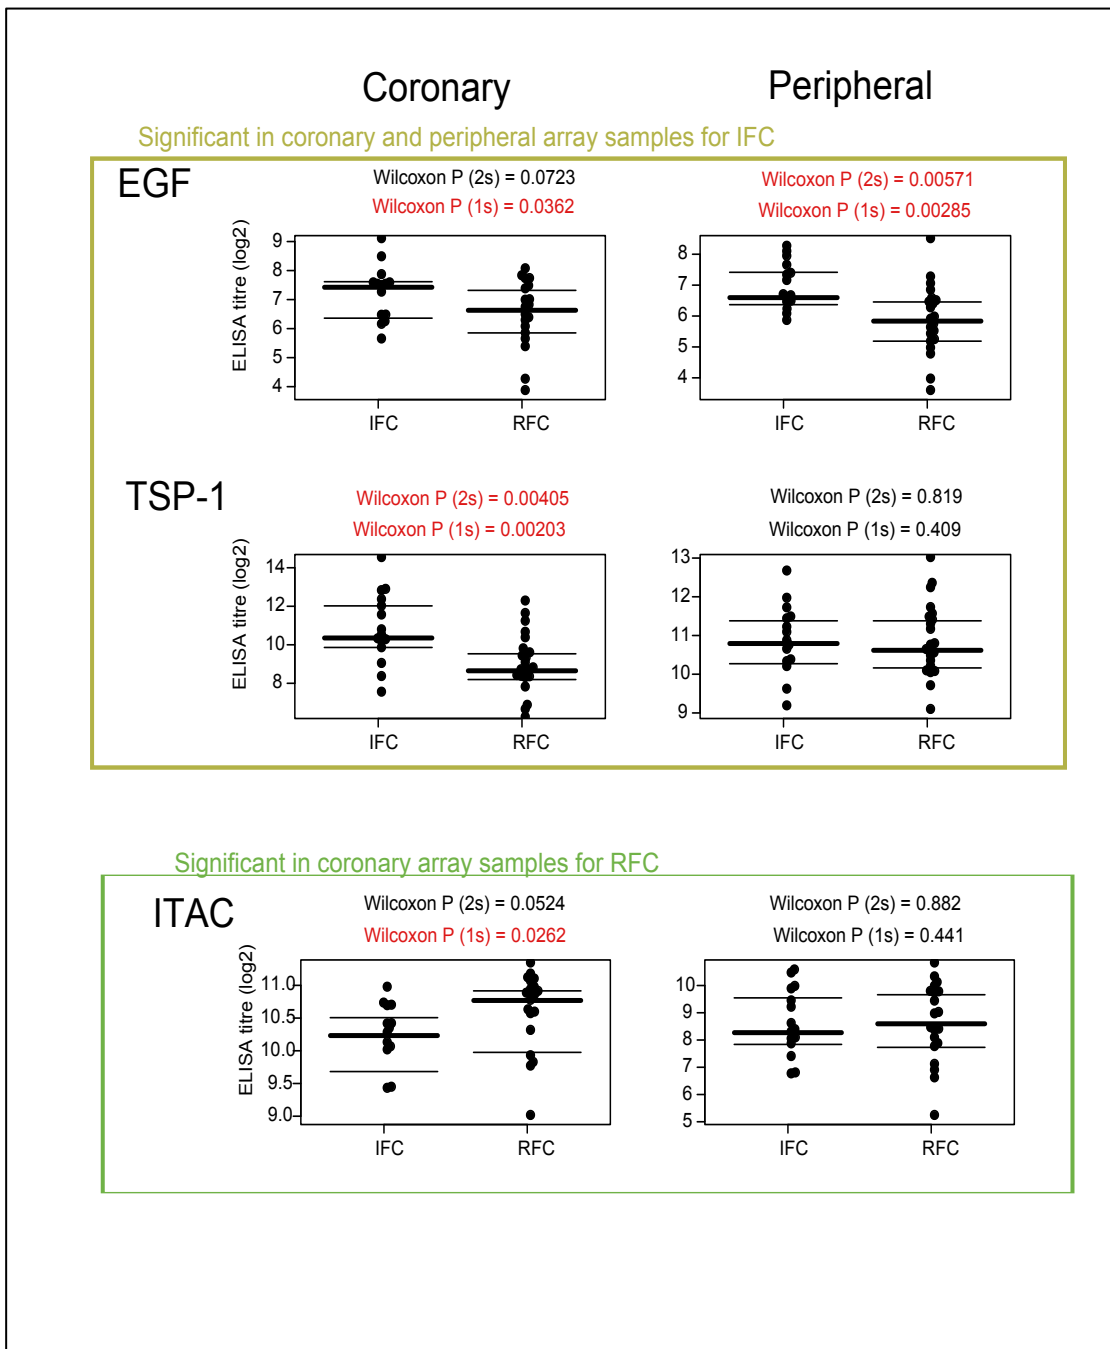 Coronary
Peripheral
Significant in coronary and peripheral array samples for IFC
EGF
Wilcoxon P (2s) = 0.0723
Wilcoxon P (1s) = 0.0362
Wilcoxon P (2s) = 0.00571
Wilcoxon P (1s) = 0.00285
ELISA titre (log2)
9
8
7
6
5
4
IFC
RFC
8
7
6
5
4
IFC
RFC
TSP-1
Wilcoxon P (2s) = 0.00405
Wilcoxon P (1s) = 0.00203
Wilcoxon P (2s) = 0.819
Wilcoxon P (1s) = 0.409
ELISA titre (log2)
14
12
10
8
IFC
RFC
13
12
11
10
9
IFC
RFC
Significant in coronary array samples for RFC
ITAC
Wilcoxon P (2s) = 0.0524
Wilcoxon P (1s) = 0.0262
Wilcoxon P (2s) = 0.882
Wilcoxon P (1s) = 0.441
ELISA titre (log2)
11.0
10.5
10.0
9.5
9.0
IFC
RFC
10
9
8
7
6
5
IFC
RFC